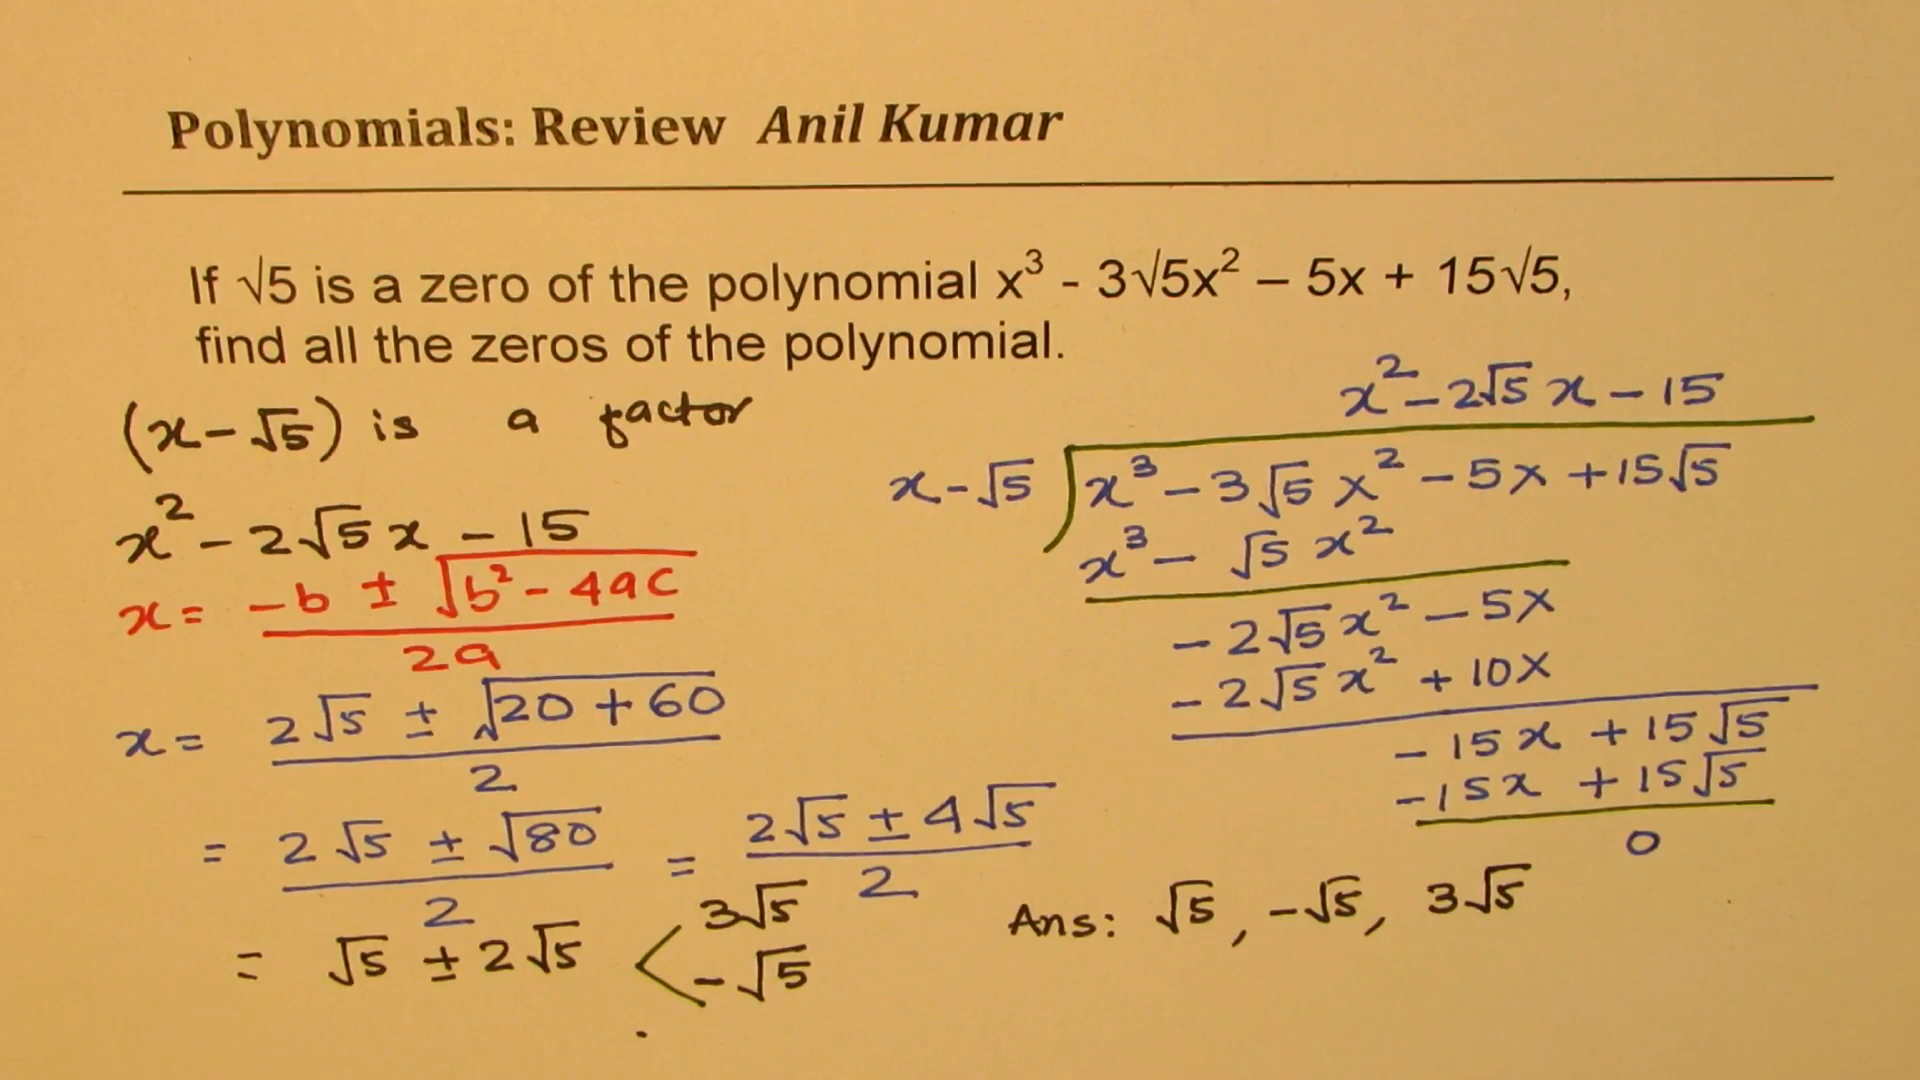 Polynomials: Review Anil Kumar
If √5 is a zero of the polynomial x³ - 3√5x² – 5x + 15√5,
find all the zeros of the polynomial.
(x-√5) is a factor
x² - 2√5 x - 15
x = -b ± √b² - 4ac / 2a
x = 2√5 ± √20 + 60 / 2
= 2√5 ± √80 / 2 = 2√5 ± 4√5 / 2
= √5 ± 2√5 < 3√5
-√5
x² - 2√5 x - 15
x - √5 ) x³ - 3√5 x² - 5x + 15√5
x³ - √5 x²
- 2√5 x² - 5x
- 2√5 x² + 10x
- 15x + 15√5
-15x + 15√5
0
Ans: √5, -√5, 3√5